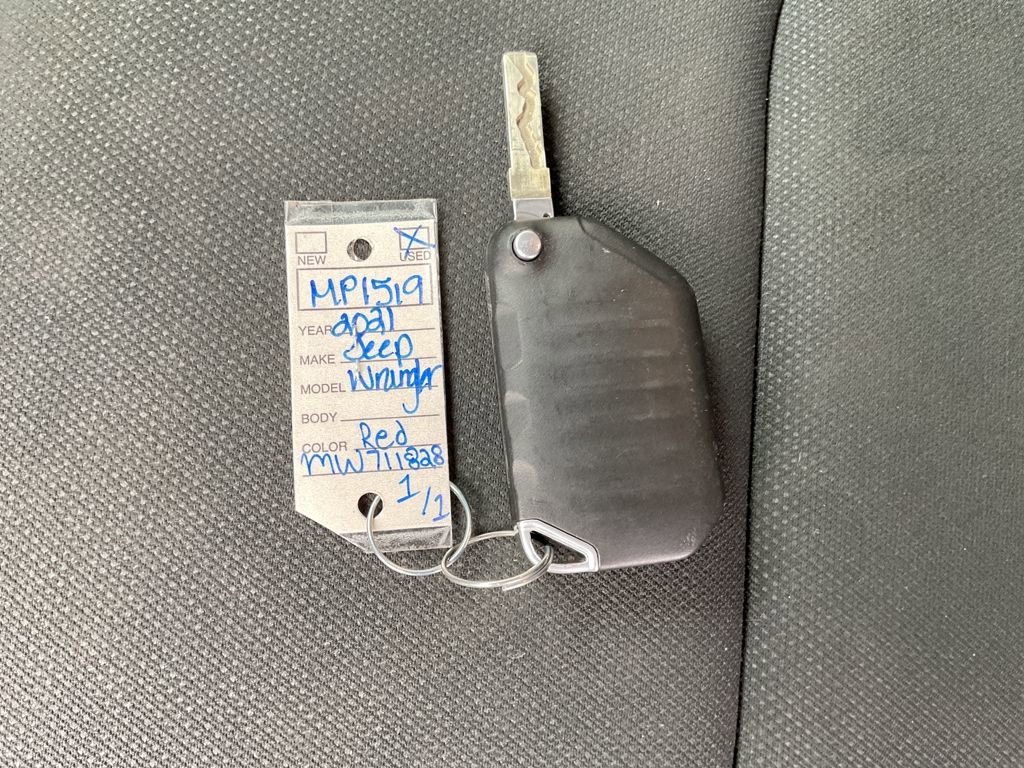 NEW USED
MP1519
YEAR 2021
MAKE Jeep
MODEL Wrangler
BODY
COLOR Red
MW711828
1/1